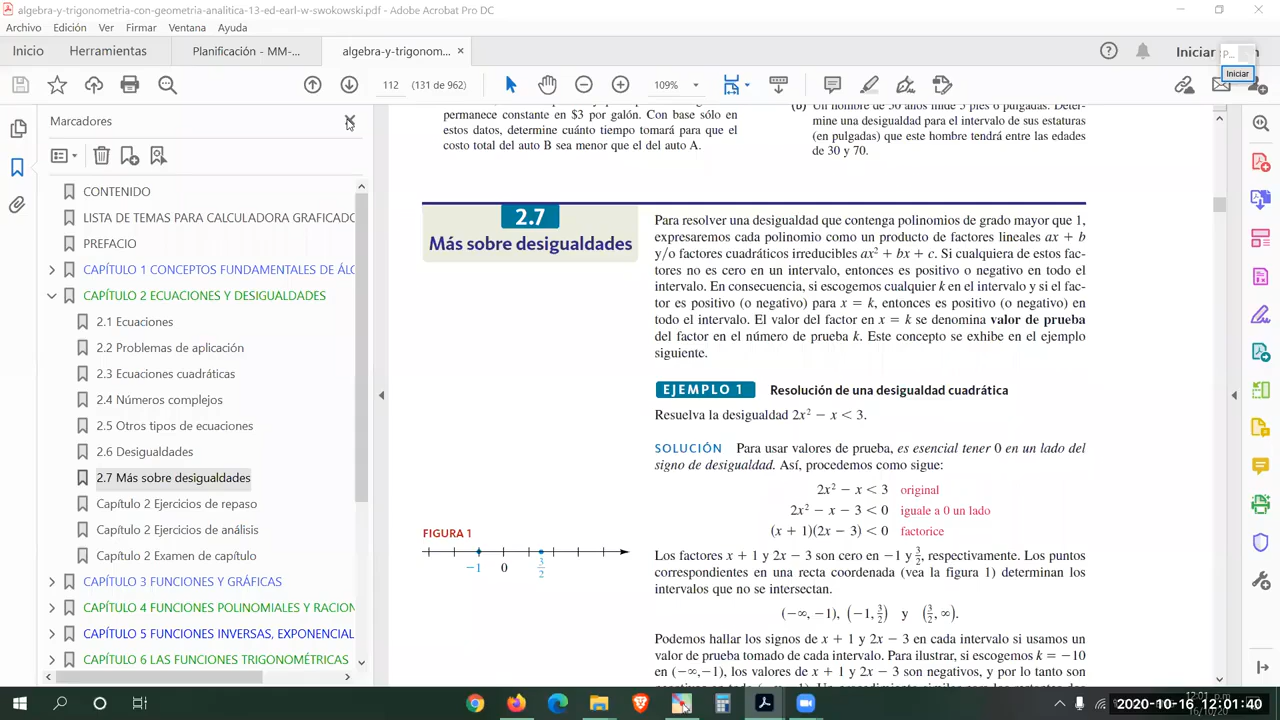 algebra-y-trigonometria-con-geometria-analitica-13-ed-earl-w-swokowski.pdf - Adobe Acrobat Pro DC
Archivo Edición Ver Firmar Ventana Ayuda
Inicio Herramientas Planificación - MM-... algebra-y-trigonom... × Iniciar
P...
Iniciar
112 (131 de 962) 109%
Marcadores
CONTENIDO
LISTA DE TEMAS PARA CALCULADORA GRAFICADO
PREFACIO
CAPÍTULO 1 CONCEPTOS FUNDAMENTALES DE ÁLG
CAPÍTULO 2 ECUACIONES Y DESIGUALDADES
2.1 Ecuaciones
2.2 Problemas de aplicación
2.3 Ecuaciones cuadráticas
2.4 Números complejos
2.5 Otros tipos de ecuaciones
2.6 Desigualdades
2.7 Más sobre desigualdades
Capítulo 2 Ejercicios de repaso
Capítulo 2 Ejercicios de análisis
Capítulo 2 Examen de capítulo
CAPÍTULO 3 FUNCIONES Y GRÁFICAS
CAPÍTULO 4 FUNCIONES POLINOMIALES Y RACION
CAPÍTULO 5 FUNCIONES INVERSAS, EXPONENCIAL
CAPÍTULO 6 LAS FUNCIONES TRIGONOMÉTRICAS
permanece constante en $3 por galón. Con base sólo en
estos datos, determine cuánto tiempo tomará para que el
costo total del auto B sea menor que el del auto A.
(b) Un hombre de 30 años mide 5 pies 6 pulgadas. Deter-
mine una desigualdad para el intervalo de sus estaturas
(en pulgadas) que este hombre tendrá entre las edades
de 30 y 70.
2.7
Más sobre desigualdades
Para resolver una desigualdad que contenga polinomios de grado mayor que 1,
expresaremos cada polinomio como un producto de factores lineales ax + b
y/o factores cuadráticos irreducibles ax² + bx + c. Si cualquiera de estos fac-
tores no es cero en un intervalo, entonces es positivo o negativo en todo el
intervalo. En consecuencia, si escogemos cualquier k en el intervalo y si el fac-
tor es positivo (o negativo) para x = k, entonces es positivo (o negativo) en
todo el intervalo. El valor del factor en x = k se denomina valor de prueba
del factor en el número de prueba k. Este concepto se exhibe en el ejemplo
siguiente.
EJEMPLO 1 Resolución de una desigualdad cuadrática
Resuelva la desigualdad 2x² − x < 3.
SOLUCIÓN Para usar valores de prueba, es esencial tener 0 en un lado del
signo de desigualdad. Así, procedemos como sigue:
2x² − x < 3 original
2x² − x − 3 < 0 iguale a 0 un lado
(x + 1)(2x − 3) < 0 factorice
FIGURA 1
−1 0 3/2
Los factores x + 1 y 2x − 3 son cero en −1 y 3/2, respectivamente. Los puntos
correspondientes en una recta coordenada (vea la figura 1) determinan los
intervalos que no se intersectan.
(−∞, −1), (−1, 3/2) y (3/2, ∞).
Podemos hallar los signos de x + 1 y 2x − 3 en cada intervalo si usamos un
valor de prueba tomado de cada intervalo. Para ilustrar, si escogemos k = −10
en (−∞,−1), los valores de x + 1 y 2x − 3 son negativos, y por lo tanto son
2020-10-16 12:01:40